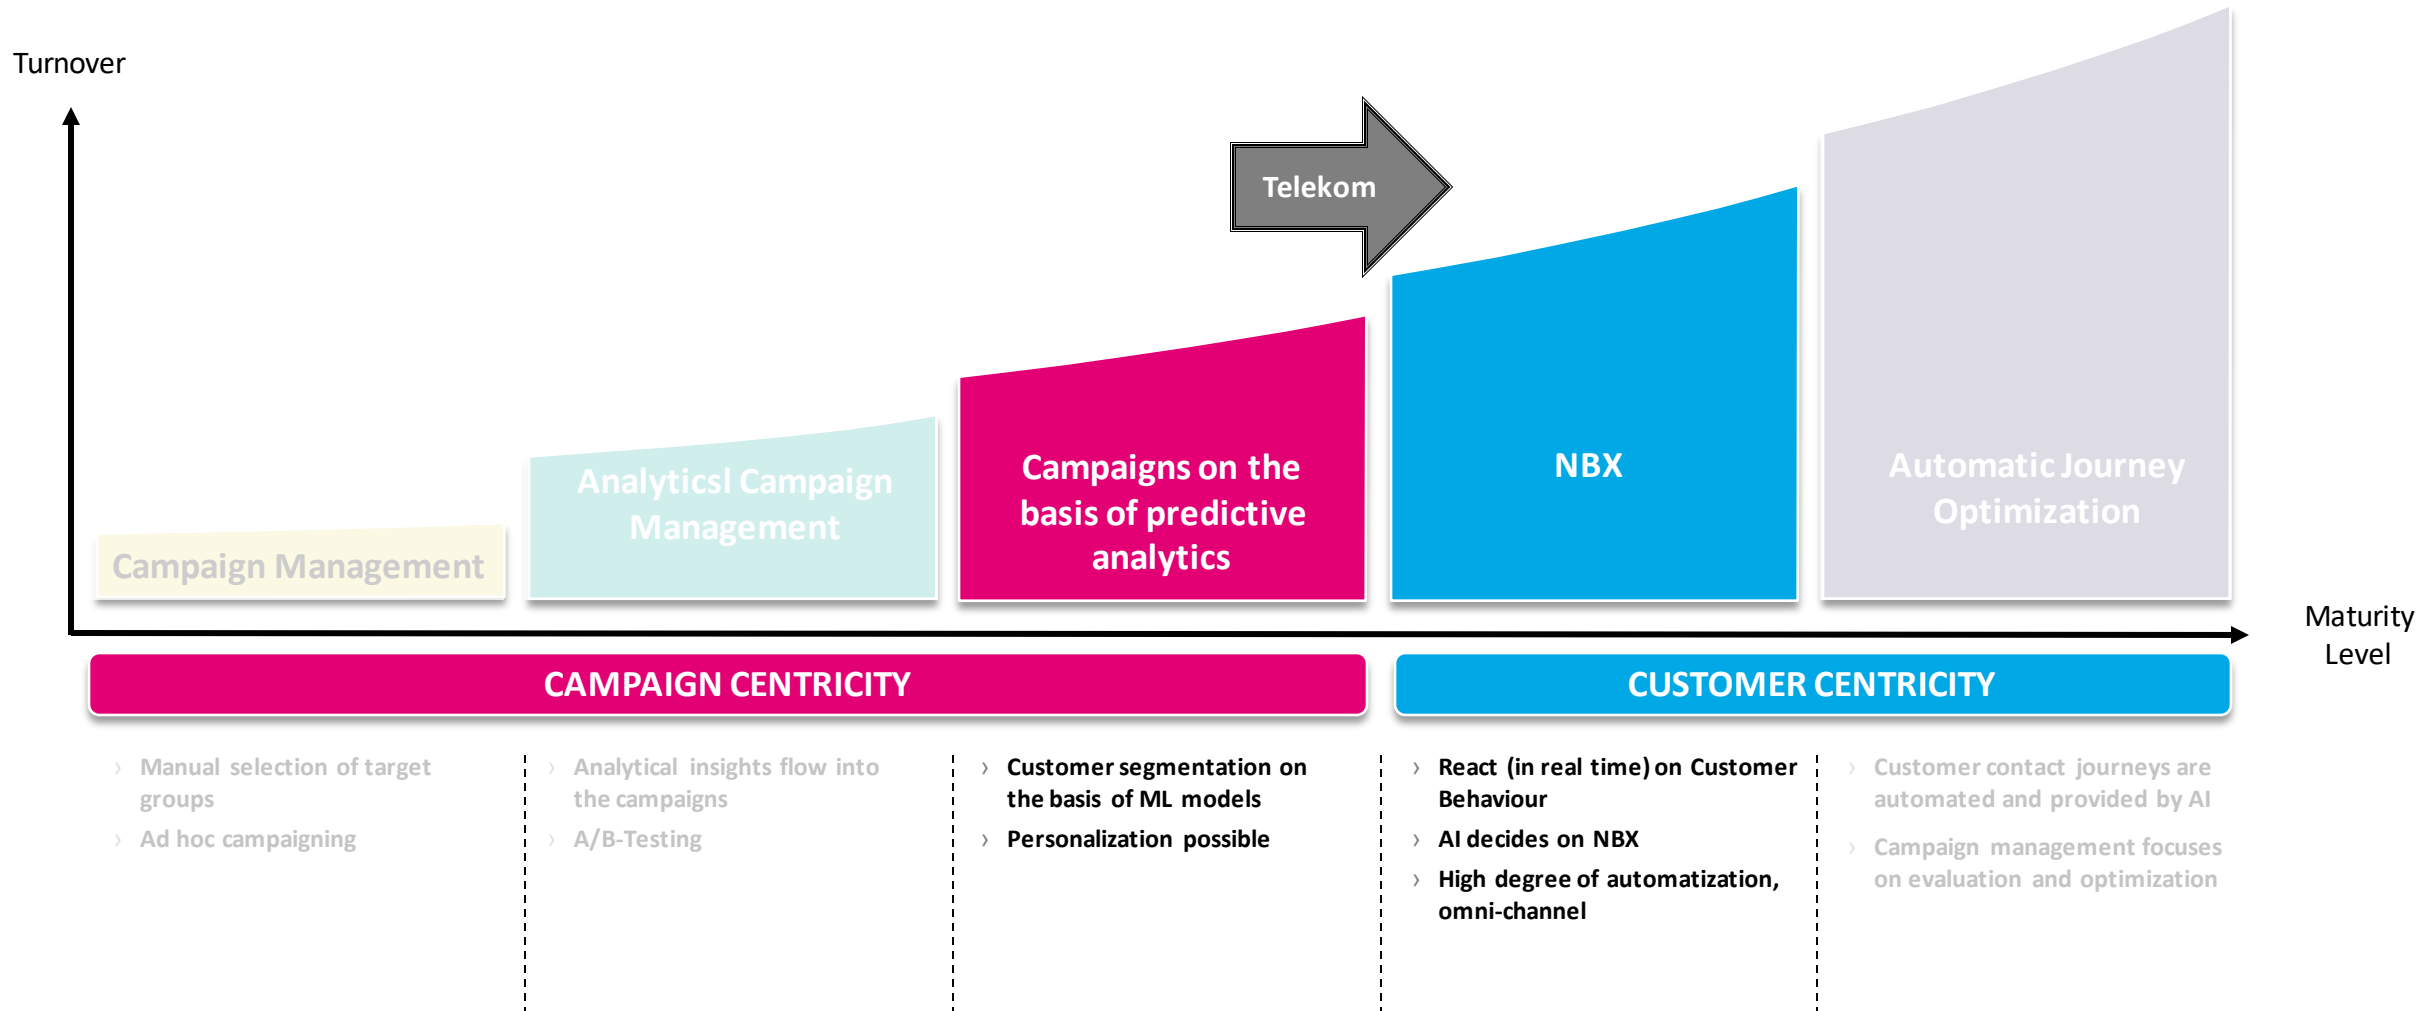 Turnover
Telekom
Campaign Management
Analyticsl Campaign
Management
Campaigns on the
basis of predictive
analytics
NBX
Automatic Journey
Optimization
Maturity
Level
CAMPAIGN CENTRICITY
CUSTOMER CENTRICITY
› Manual selection of target
groups
› Ad hoc campaigning
› Analytical insights flow into
the campaigns
› A/B-Testing
› Customer segmentation on
the basis of ML models
› Personalization possible
› React (in real time) on Customer
Behaviour
› AI decides on NBX
› High degree of automatization,
omni-channel
› Customer contact journeys are
automated and provided by AI
› Campaign management focuses
on evaluation and optimization